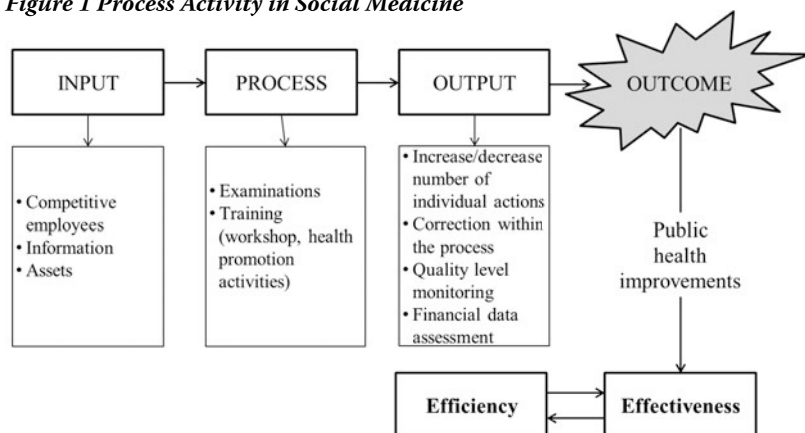 Figure 1 Process Activity in Social Medicine
INPUT
PROCESS
OUTPUT
OUTCOME
• Competitive
employees
• Information
• Assets
• Examinations
• Training
(workshop, health
promotion
activities)
• Increase/decrease
number of
individual actions
• Correction within
the process
• Quality level
monitoring
• Financial data
assessment
Public
health
improvements
Efficiency
Effectiveness